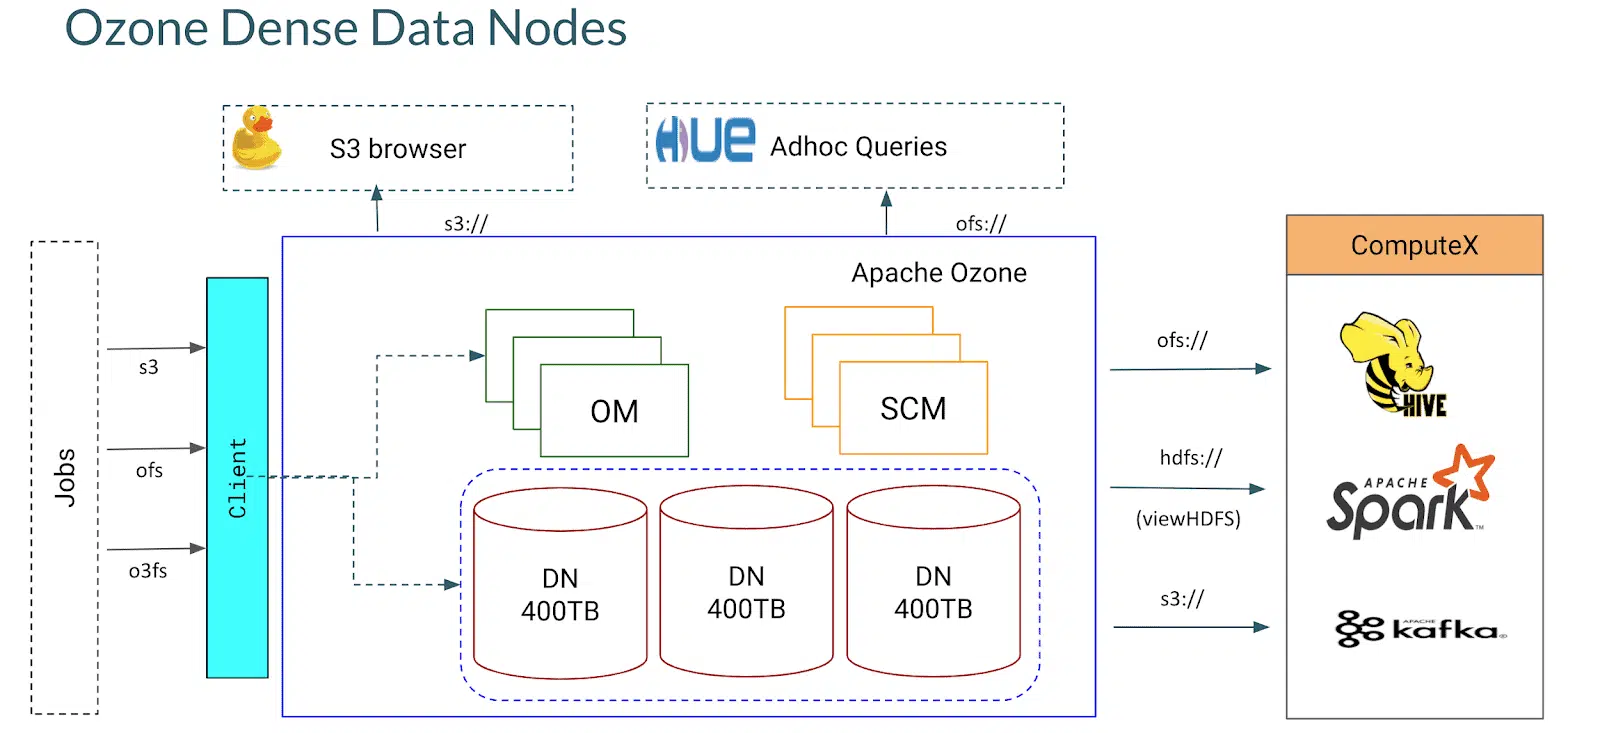 Ozone Dense Data Nodes
S3 browser
HUE
Adhoc Queries
s3://
ofs://
Jobs
s3
ofs
o3fs
Client
Apache Ozone
OM
SCM
DN
400TB
DN
400TB
DN
400TB
ofs://
hdfs://
(viewHDFS)
s3://
ComputeX
HIVE
APACHE
Spark™
APACHE
kafka®